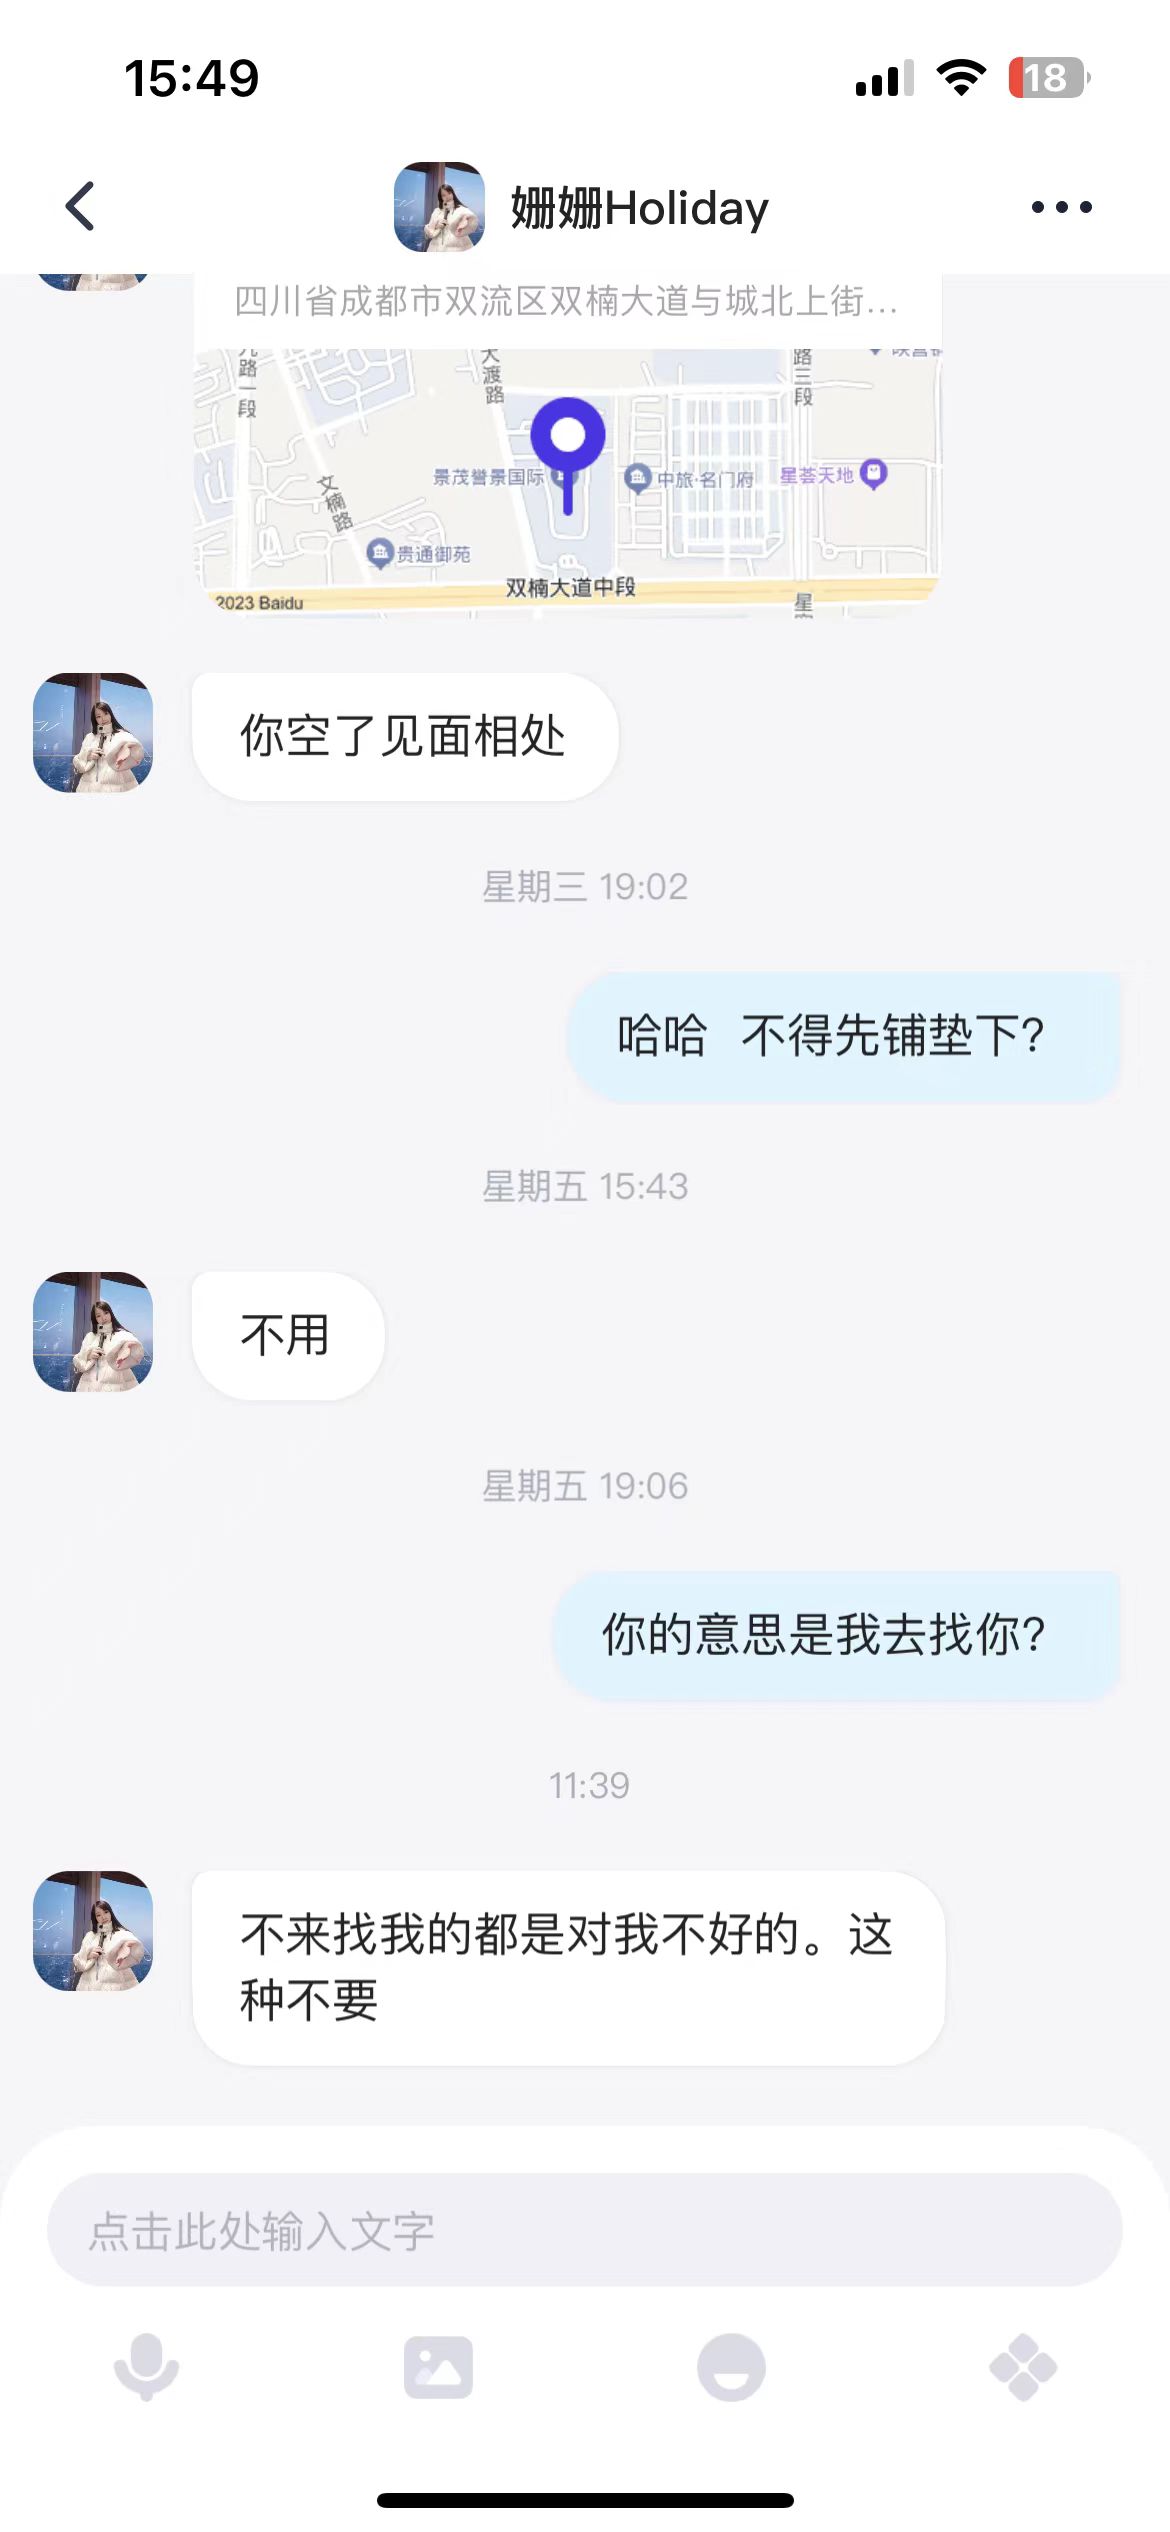 15:49
18
姗姗Holiday
四川省成都市双流区双楠大道与城北上街...
路一段
大渡路
路三段
文楠路
景茂誉景国际
中旅·名门府
星荟天地
贵通御苑
双楠大道中段
2023 Baidu
星
你空了见面相处
星期三 19:02
哈哈 不得先铺垫下?
星期五 15:43
不用
星期五 19:06
你的意思是我去找你?
11:39
不来找我的都是对我不好的。这
种不要
点击此处输入文字